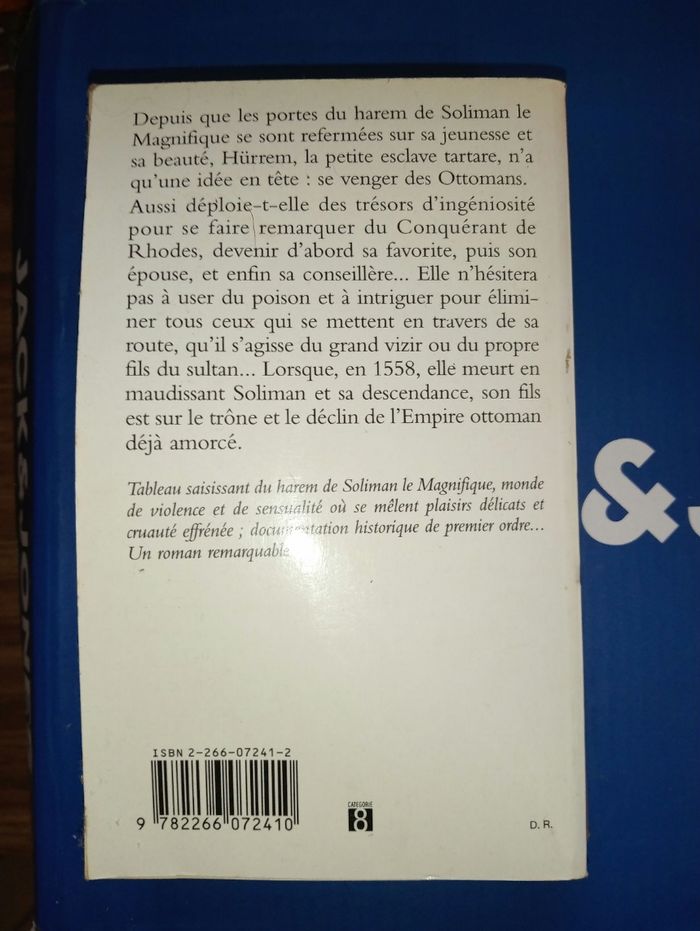 Depuis que les portes du harem de Soliman le
Magnifique se sont refermées sur sa jeunesse et
sa beauté, Hürrem, la petite esclave tartare, n'a
qu'une idée en tête : se venger des Ottomans.
Aussi déploie-t-elle des trésors d'ingéniosité
pour se faire remarquer du Conquérant de
Rhodes, devenir d'abord sa favorite, puis son
épouse, et enfin sa conseillère... Elle n'hésitera
pas à user du poison et à intriguer pour élimi-
ner tous ceux qui se mettent en travers de sa
route, qu'il s'agisse du grand vizir ou du propre
fils du sultan... Lorsque, en 1558, elle meurt en
maudissant Soliman et sa descendance, son fils
est sur le trône et le déclin de l'Empire ottoman
déjà amorcé.
Tableau saisissant du harem de Soliman le Magnifique, monde
de violence et de sensualité où se mêlent plaisirs délicats et
cruauté effrénée ; documentation historique de premier ordre...
Un roman remarquable
ISBN 2-266-07241-2
9 782266 072410
CATEGORIE
8
D. R.
JACK & JONES
&